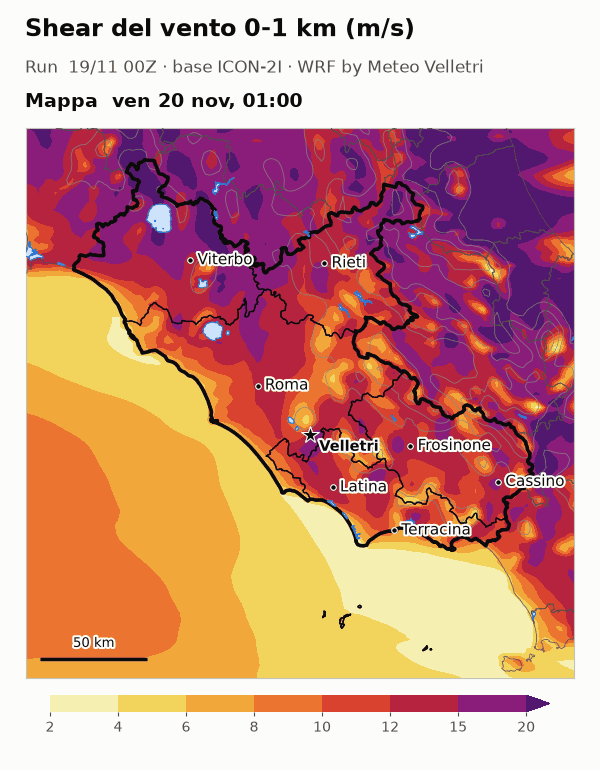 Shear del vento 0-1 km (m/s)
Run 19/11 00Z · base ICON-2I · WRF by Meteo Velletri
Mappa ven 20 nov, 01:00
Viterbo
Rieti
Roma
Velletri
Frosinone
Latina
Cassino
Terracina
50 km
2 4 6 8 10 12 15 20